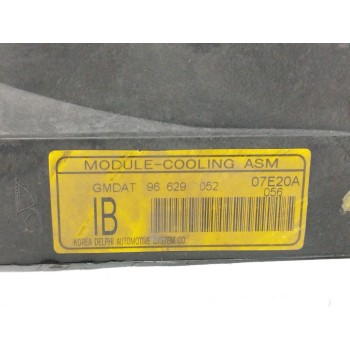 MODULE-COOLING ASM
GMDAT 96 629 052 07E20A
056
IB
KOREA DELPHI AUTOMOTIVE SYSTEM CO